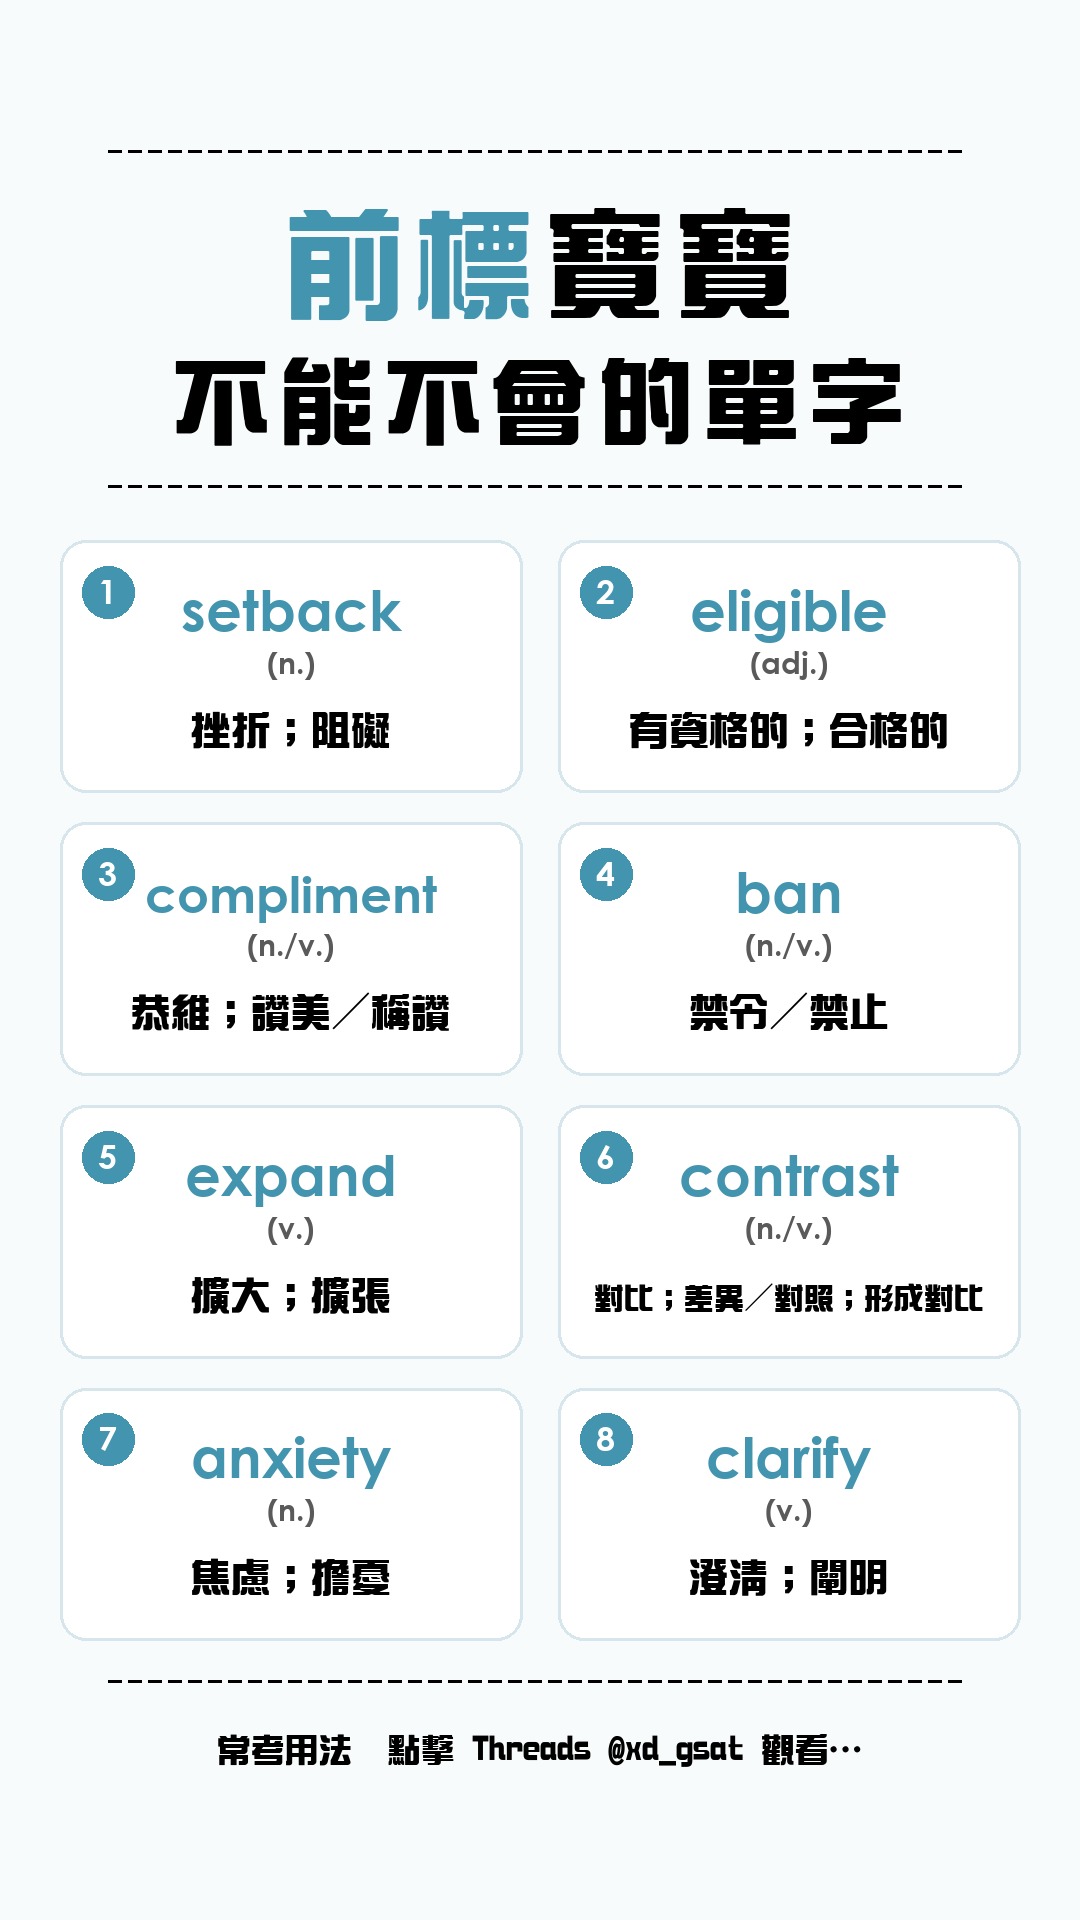 前標寶寶
不能不會的單字
1
setback
(n.)
挫折；阻礙
2
eligible
(adj.)
有資格的；合格的
3
compliment
(n./v.)
恭維；讚美／稱讚
4
ban
(n./v.)
禁令／禁止
5
expand
(v.)
擴大；擴張
6
contrast
(n./v.)
對比；差異／對照；形成對比
7
anxiety
(n.)
焦慮；擔憂
8
clarify
(v.)
澄清；闡明
常考用法　點擊 Threads @xd_gsat 觀看…